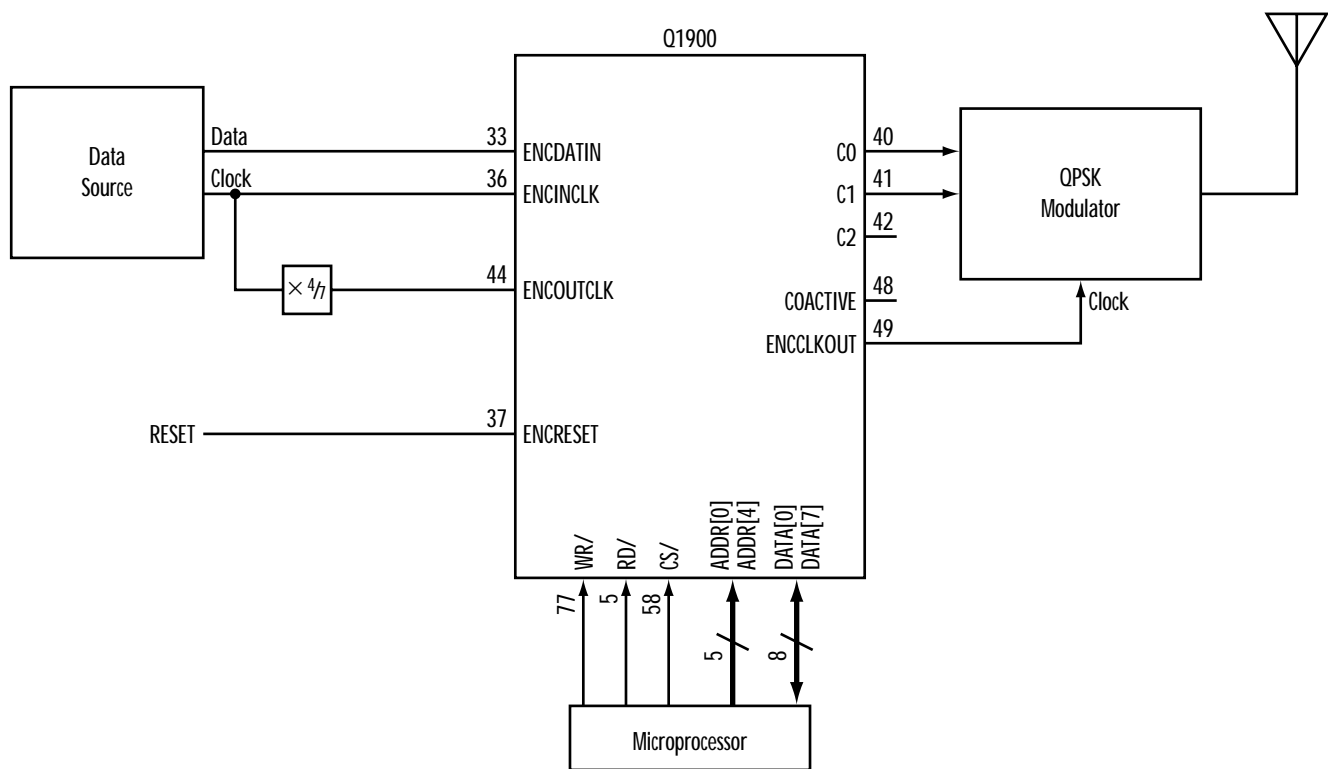 Q1900
Data
Source
Data
Clock
× 4/7
RESET
33
36
44
37
ENCDATIN
ENCINCLK
ENCOUTCLK
ENCRESET
C0
C1
C2
COACTIVE
ENCCLKOUT
40
41
42
48
49
QPSK
Modulator
Clock
WR/
RD/
CS/
ADDR[0]
ADDR[4]
DATA[0]
DATA[7]
77
5
58
5
8
Microprocessor